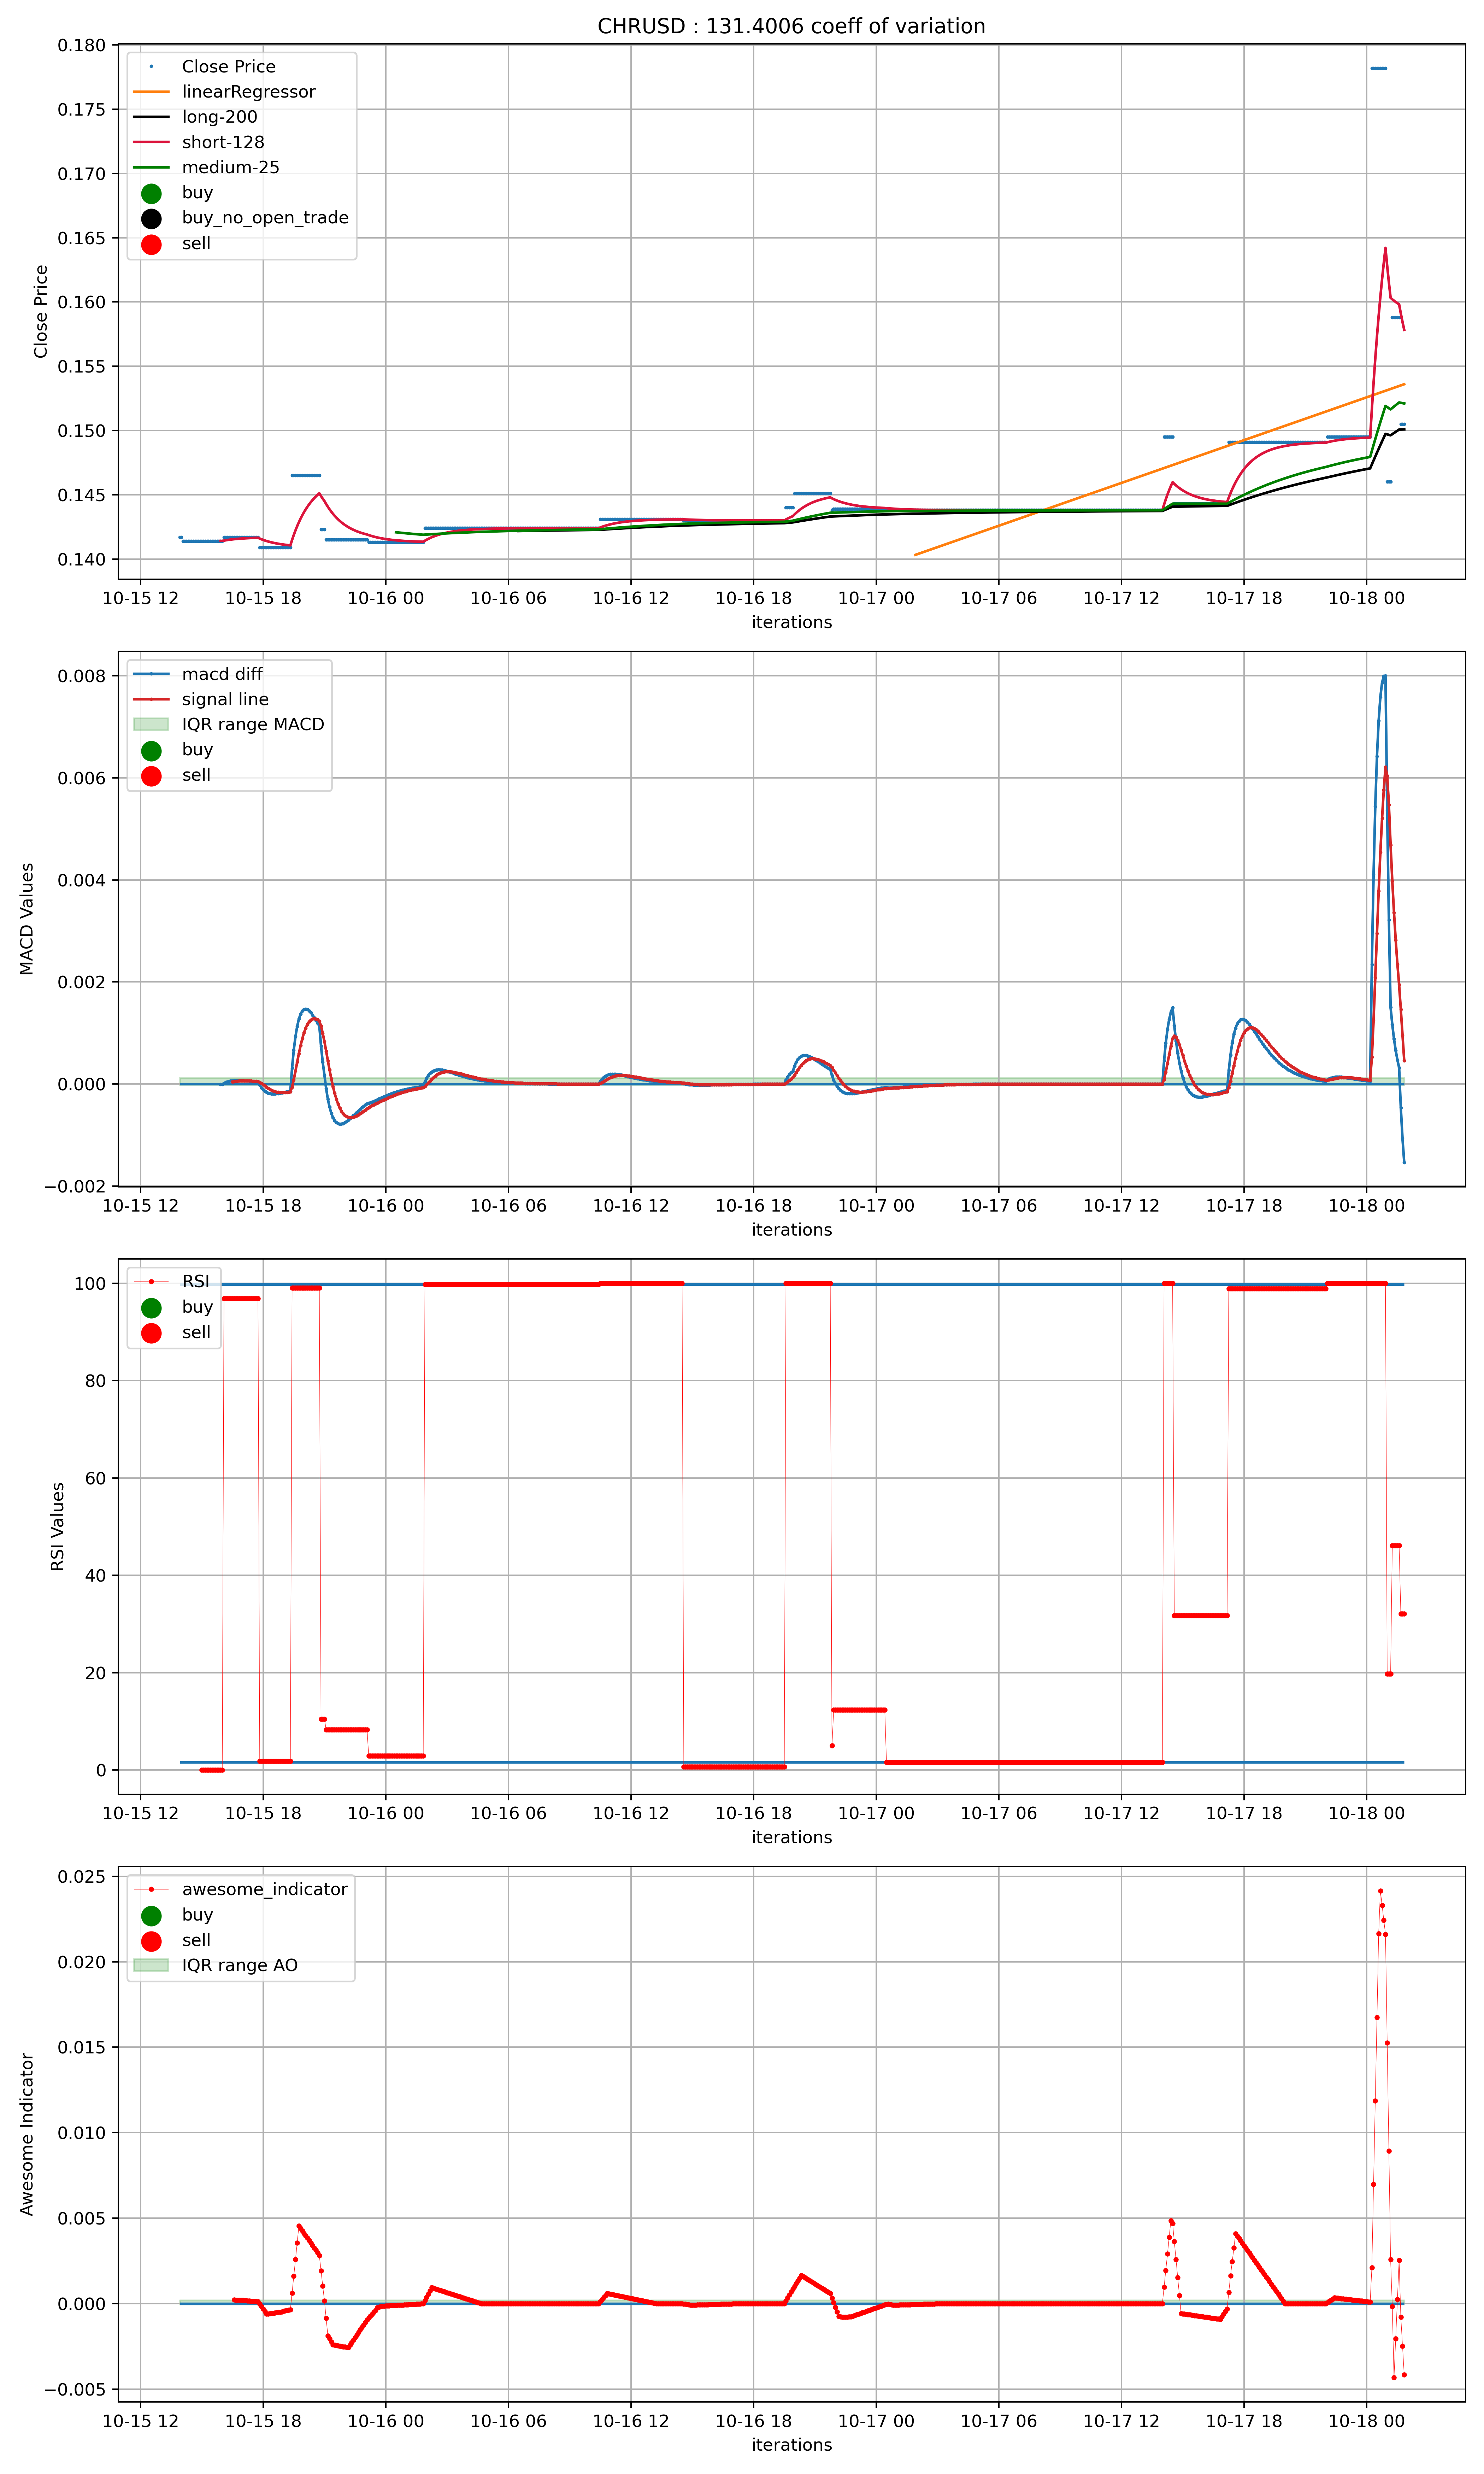 CHRUSD : 131.4006 coeff of variation
0.180
0.175
0.170
0.165
0.160
0.155
0.150
0.145
0.140
Close Price
Close Price
linearRegressor
long-200
short-128
medium-25
buy
buy_no_open_trade
sell
10-15 12 10-15 18 10-16 00 10-16 06 10-16 12 10-16 18 10-17 00 10-17 06 10-17 12 10-17 18 10-18 00
iterations
0.008
0.006
0.004
0.002
0.000
−0.002
MACD Values
macd diff
signal line
IQR range MACD
buy
sell
10-15 12 10-15 18 10-16 00 10-16 06 10-16 12 10-16 18 10-17 00 10-17 06 10-17 12 10-17 18 10-18 00
iterations
100
80
60
40
20
0
RSI Values
RSI
buy
sell
10-15 12 10-15 18 10-16 00 10-16 06 10-16 12 10-16 18 10-17 00 10-17 06 10-17 12 10-17 18 10-18 00
iterations
0.025
0.020
0.015
0.010
0.005
0.000
−0.005
Awesome Indicator
awesome_indicator
buy
sell
IQR range AO
10-15 12 10-15 18 10-16 00 10-16 06 10-16 12 10-16 18 10-17 00 10-17 06 10-17 12 10-17 18 10-18 00
iterations